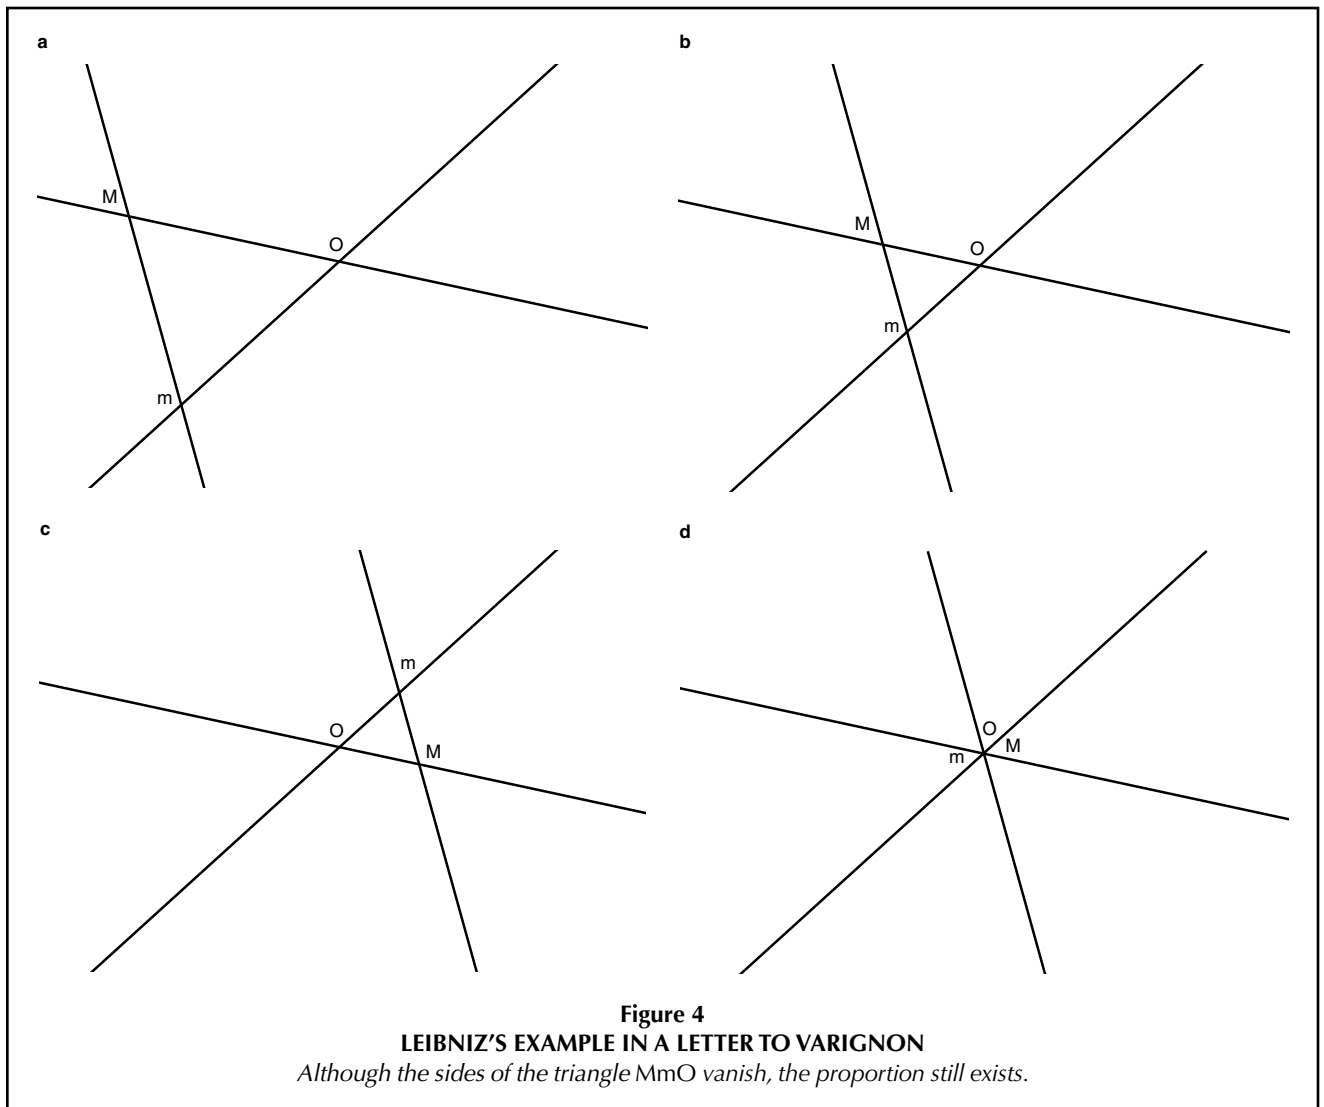 a
M
O
m
b
M
O
m
c
m
O
M
d
O
M
m
Figure 4
LEIBNIZ’S EXAMPLE IN A LETTER TO VARIGNON
Although the sides of the triangle MmO vanish, the proportion still exists.